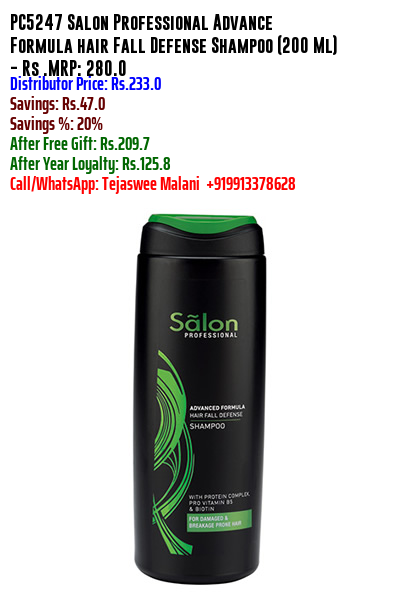 PC5247 Salon Professional Advance
Formula hair Fall Defense Shampoo (200 Ml)
- Rs .MRP: 280.0
Distributor Price: Rs.233.0
Savings: Rs.47.0
Savings %: 20%
After Free Gift: Rs.209.7
After Year Loyalty: Rs.125.8
Call/WhatsApp: Tejaswee Malani +919913378628
Sãlon
PROFESSIONAL
ADVANCED FORMULA
HAIR FALL DEFENSE
SHAMPOO
WITH PROTEIN COMPLEX,
PRO VITAMIN B5
& BIOTIN
FOR DAMAGED &
BREAKAGE PRONE HAIR